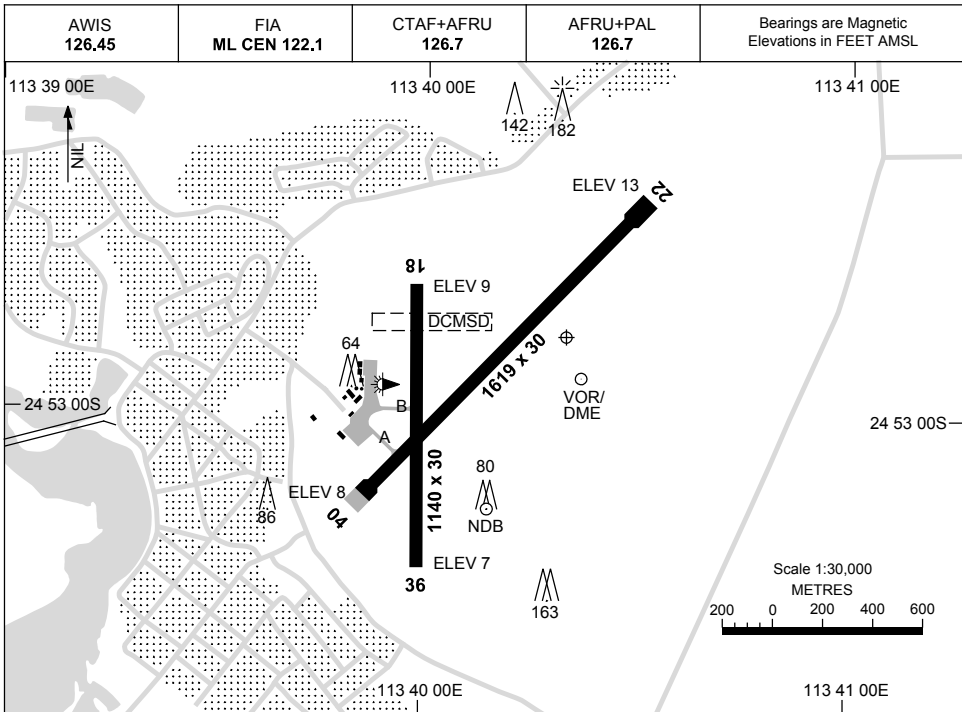 AWIS
126.45
FIA
ML CEN 122.1
CTAF+AFRU
126.7
AFRU+PAL
126.7
Bearings are Magnetic
Elevations in FEET AMSL
113 39 00E
113 40 00E
113 41 00E
NIL
142
182
ELEV 13
22
18
ELEV 9
DCMSD
64
1619 x 30
VOR/
DME
24 53 00S
24 53 00S
B
A
80
NDB
ELEV 8
04
86
1140 x 30
ELEV 7
36
163
Scale 1:30,000
METRES
200 0 200 400 600
113 40 00E
113 41 00E